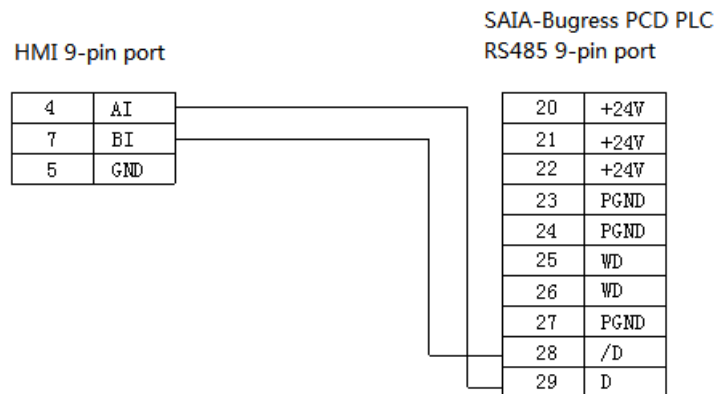 SAIA-Bugress PCD PLC
HMI 9-pin port
RS485 9-pin port
4 AI
7 BI
5 GND
20 +24V
21 +24V
22 +24V
23 PGND
24 PGND
25 WD
26 WD
27 PGND
28 /D
29 D